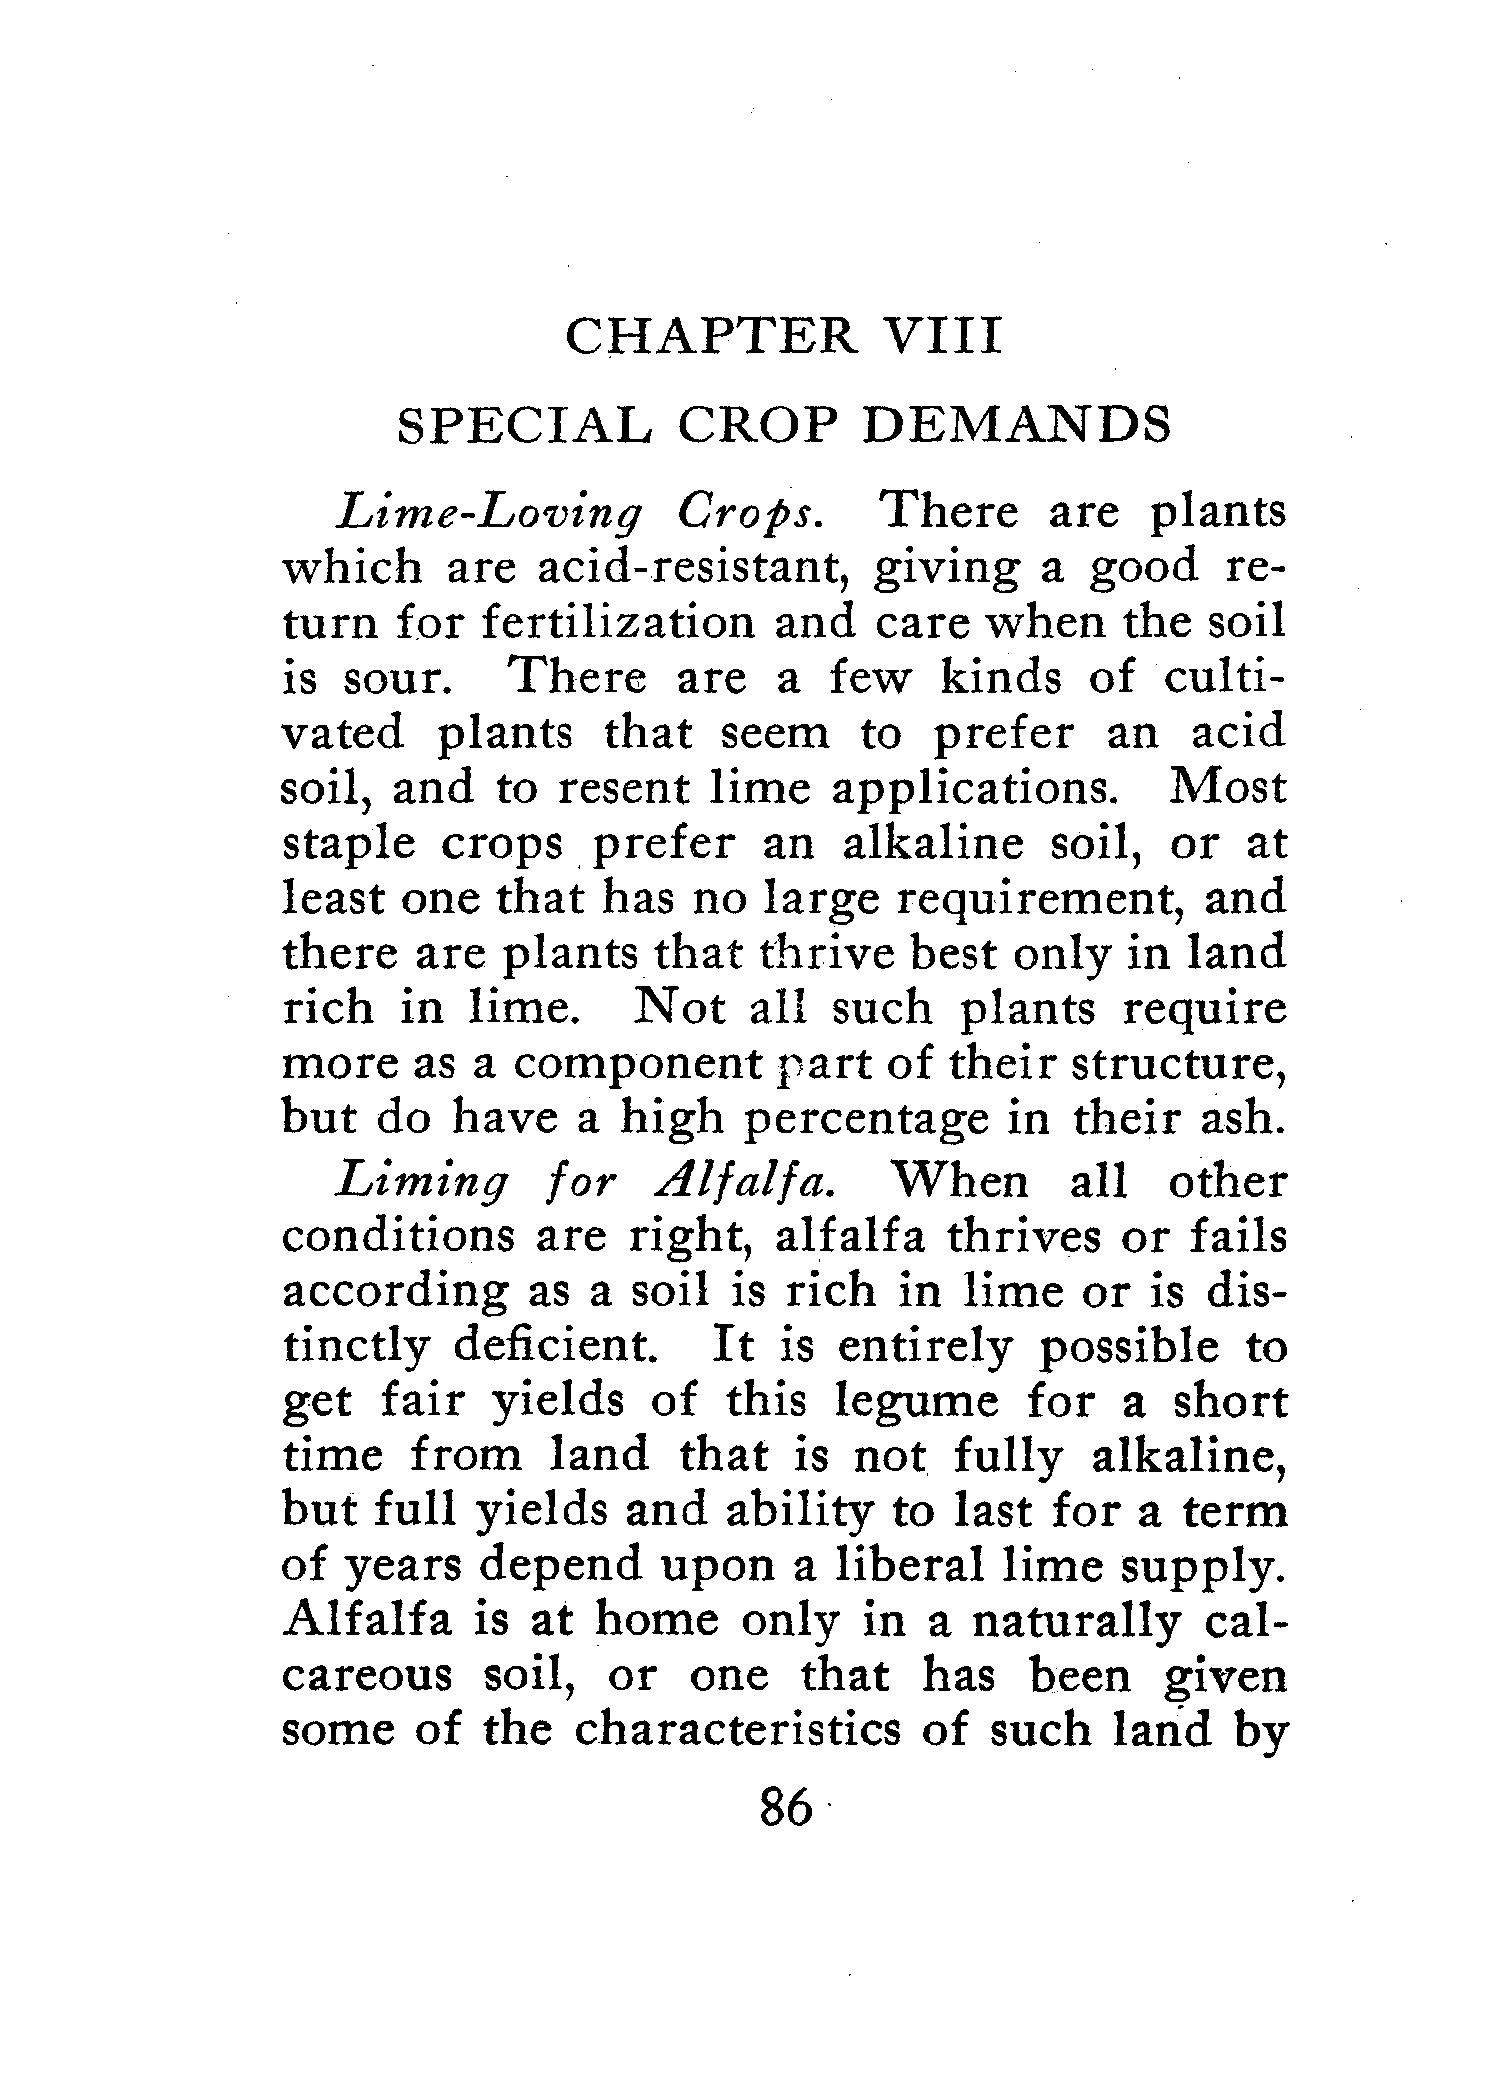 CHAPTER VIII
SPECIAL CROP DEMANDS
Lime-Loving Crops. There are plants
which are acid-resistant, giving a good re-
turn for fertilization and care when the soil
is sour. There are a few kinds of culti-
vated plants that seem to prefer an acid
soil, and to resent lime applications. Most
staple crops prefer an alkaline soil, or at
least one that has no large requirement, and
there are plants that thrive best only in land
rich in lime. Not all such plants require
more as a component part of their structure,
but do have a high percentage in their ash.
Liming for Alfalfa. When all other
conditions are right, alfalfa thrives or fails
according as a soil is rich in lime or is dis-
tinctly deficient. It is entirely possible to
get fair yields of this legume for a short
time from land that is not fully alkaline,
but full yields and ability to last for a term
of years depend upon a liberal lime supply.
Alfalfa is at home only in a naturally cal-
careous soil, or one that has been given
some of the characteristics of such land by
86